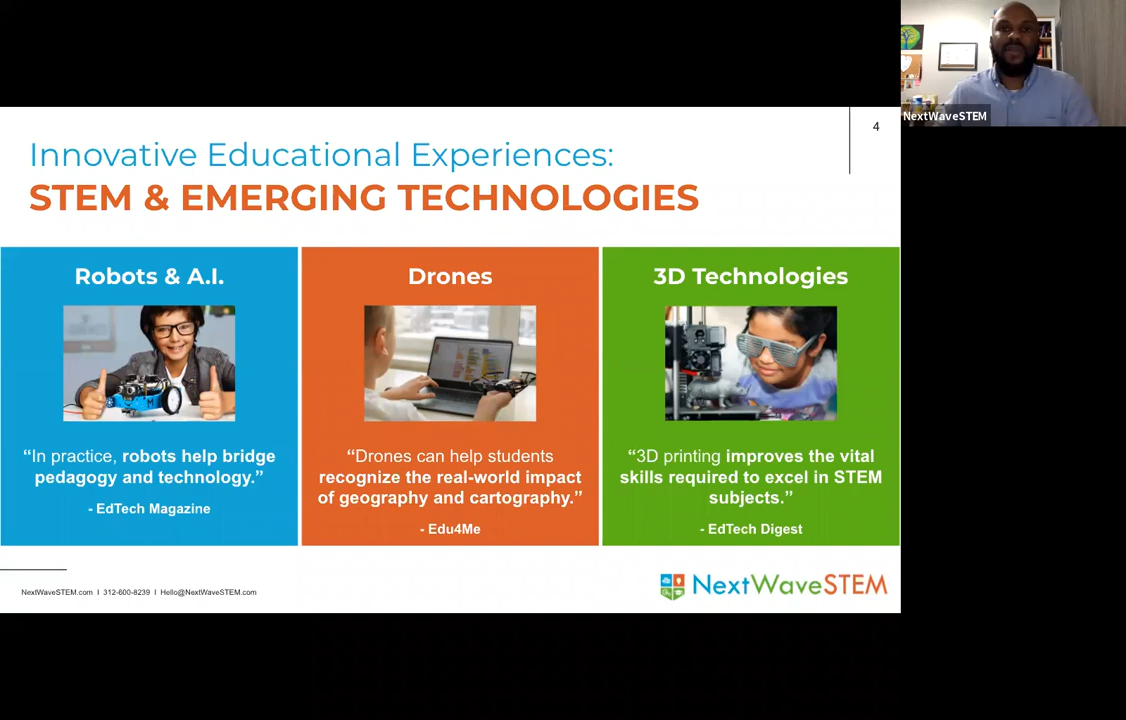 NextWaveSTEM
4
Innovative Educational Experiences:
STEM & EMERGING TECHNOLOGIES
Robots & A.I.
“In practice, robots help bridge
pedagogy and technology.”
- EdTech Magazine
Drones
“Drones can help students
recognize the real-world impact
of geography and cartography.”
- Edu4Me
3D Technologies
“3D printing improves the vital
skills required to excel in STEM
subjects.”
- EdTech Digest
NextWaveSTEM.com I 312-600-8239 I Hello@NextWaveSTEM.com
NextWaveSTEM